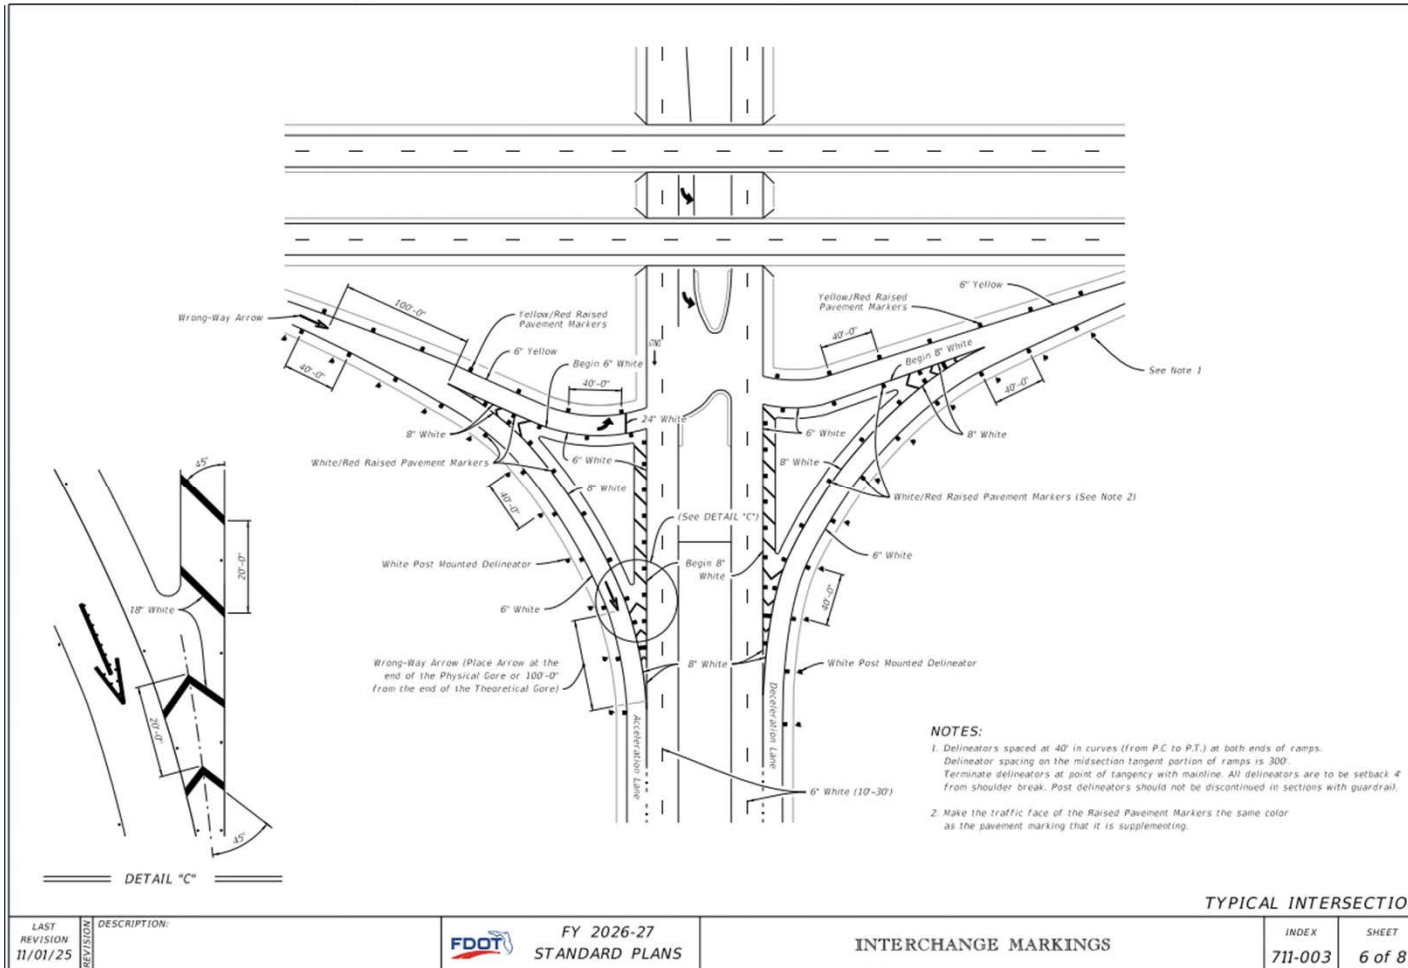 Wrong-Way Arrow
100'-0"
40'-0"
Yellow/Red Raised
Pavement Markers
6" Yellow
Begin 6" White
40'-0"
24" White
8" White
White/Red Raised Pavement Markers
6" White
8" White
40'-0"
(See DETAIL "C")
White Post Mounted Delineator
Begin 8"
White
6" White
Wrong-Way Arrow (Place Arrow at the
end of the Physical Gore or 100'-0"
from the end of the Theoretical Gore)
8" White
Acceleration Lane
Deceleration Lane
Yellow/Red Raised
Pavement Markers
6" Yellow
40'-0"
Begin 8" White
See Note 1
40'-0"
6" White
8" White
8" White
White/Red Raised Pavement Markers (See Note 2)
6" White
40'-0"
White Post Mounted Delineator
6" White (10'-30')
45°
20'-0"
18" White
20'-0"
45°
DETAIL "C"
NOTES:
1. Delineators spaced at 40' in curves (from P.C to P.T.) at both ends of ramps.
Delineator spacing on the midsection tangent portion of ramps is 300'.
Terminate delineators at point of tangency with mainline. All delineators are to be setback 4'
from shoulder break. Post delineators should not be discontinued in sections with guardrail.
2. Make the traffic face of the Raised Pavement Markers the same color
as the pavement marking that it is supplementing.
TYPICAL INTERSECTIO
LAST
REVISION
11/01/25
REVISION
DESCRIPTION:
FDOT
FY 2026-27
STANDARD PLANS
INTERCHANGE MARKINGS
INDEX
711-003
SHEET
6 of 8